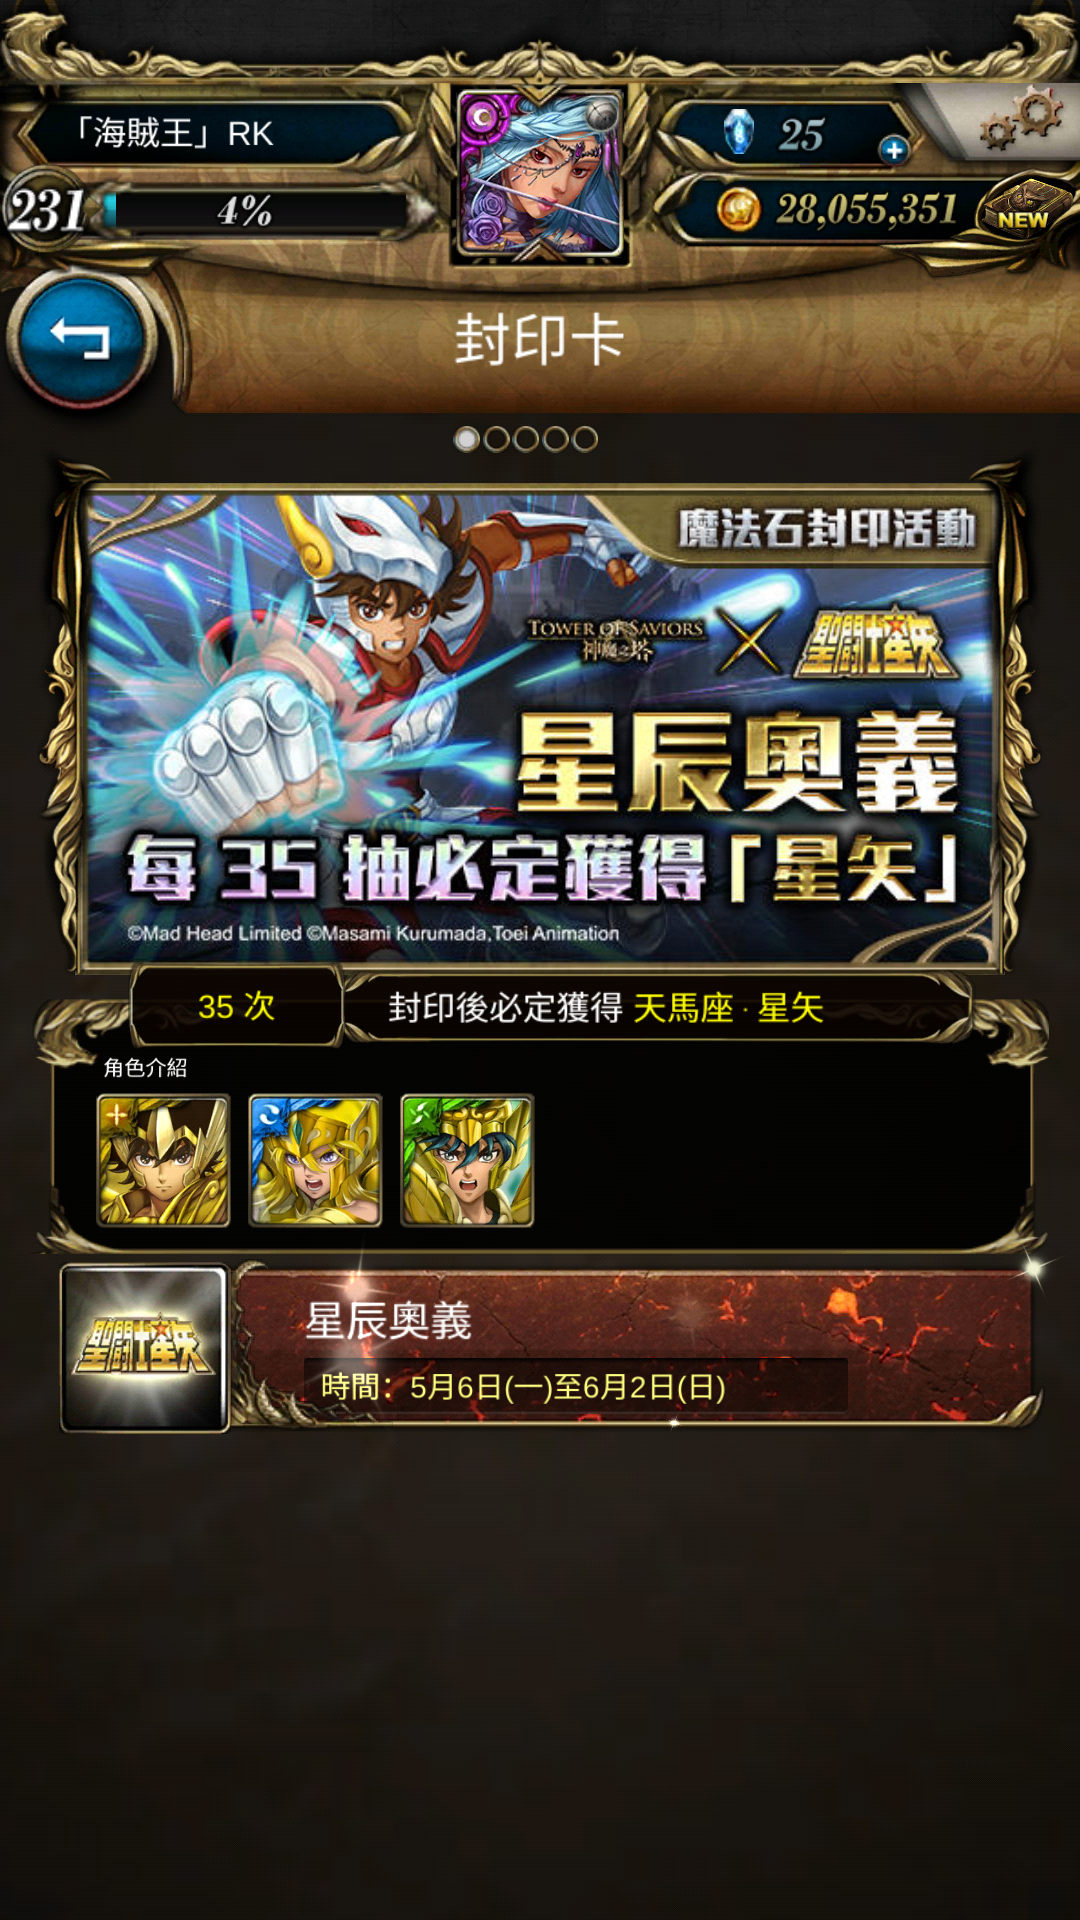 「海賊王」RK
25
231
4%
28,055,351
NEW
封印卡
魔法石封印活動
TOWER OF SAVIORS
神魔之塔
聖鬪士星矢
星辰奧義
每 35 抽必定獲得「星矢」
©Mad Head Limited ©Masami Kurumada,Toei Animation
35 次
封印後必定獲得 天馬座 · 星矢
角色介紹
聖鬪士星矢
星辰奧義
時間：5月6日(一)至6月2日(日)